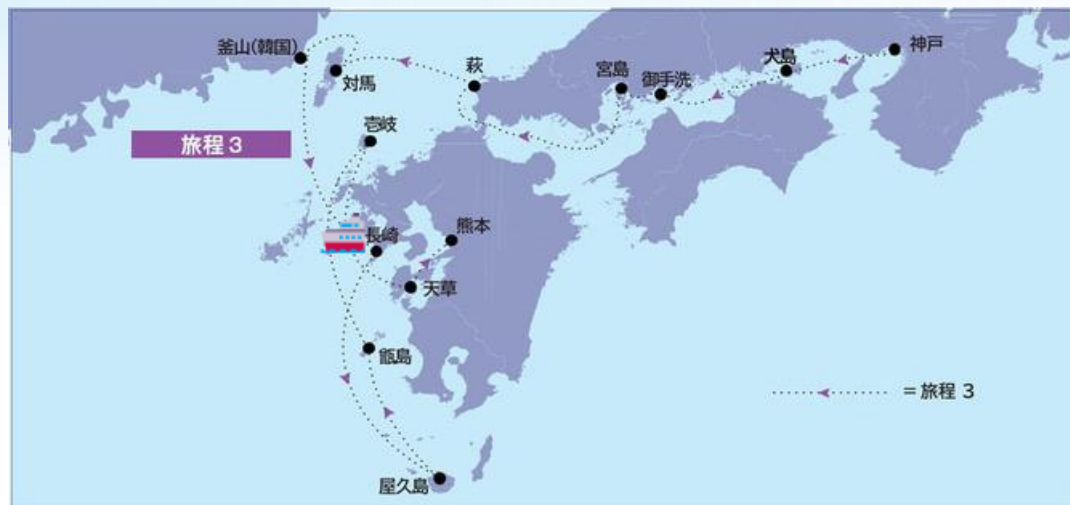 釜山(韓国)
対馬
萩
宮島
御手洗
犬島
神戸
壱岐
旅程3
長崎
熊本
天草
甑島
屋久島
=旅程 3